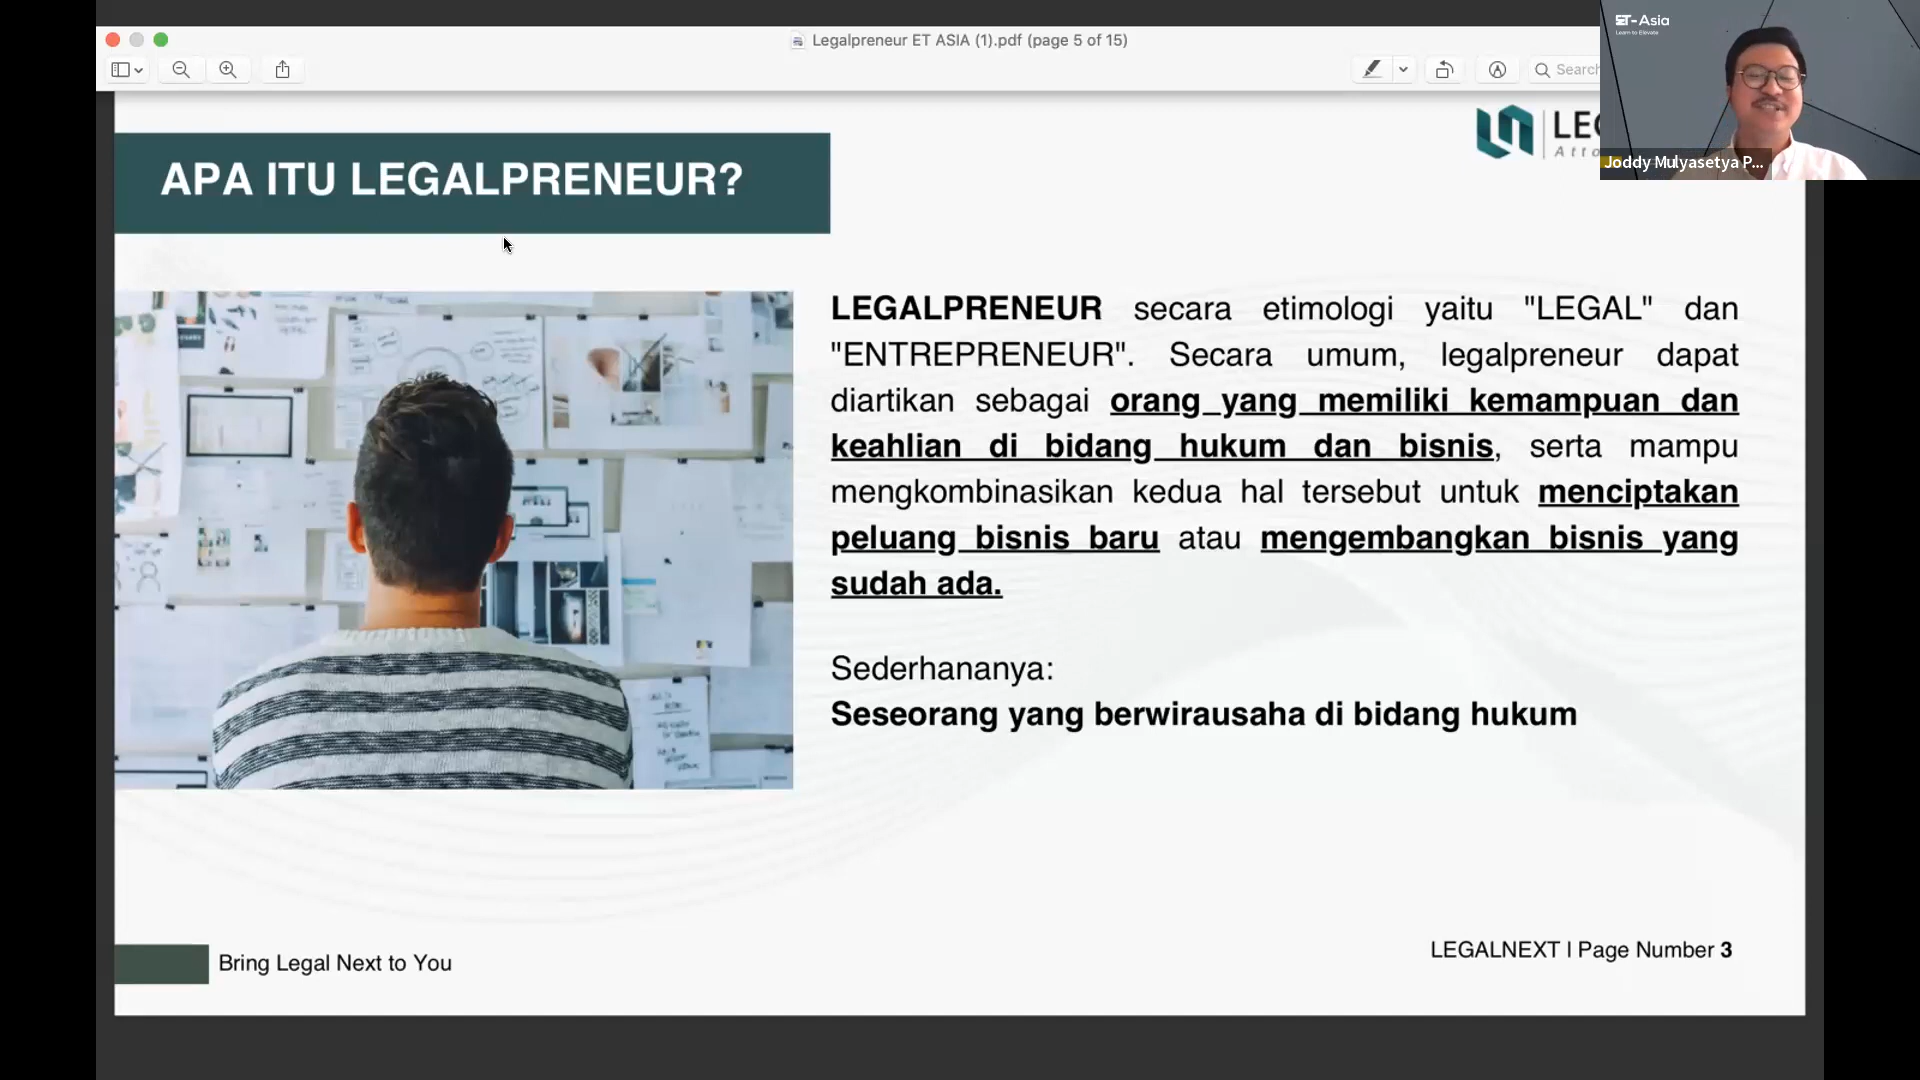 Legalpreneur ET ASIA (1).pdf (page 5 of 15)
Search
ET-Asia
Learn to Elevate
Joddy Mulyasetya P...
APA ITU LEGALPRENEUR?
LEGALPRENEUR secara etimologi yaitu "LEGAL" dan
"ENTREPRENEUR". Secara umum, legalpreneur dapat
diartikan sebagai orang yang memiliki kemampuan dan
keahlian di bidang hukum dan bisnis, serta mampu
mengkombinasikan kedua hal tersebut untuk menciptakan
peluang bisnis baru atau mengembangkan bisnis yang
sudah ada.
Sederhananya:
Seseorang yang berwirausaha di bidang hukum
Bring Legal Next to You
LEGALNEXT I Page Number 3